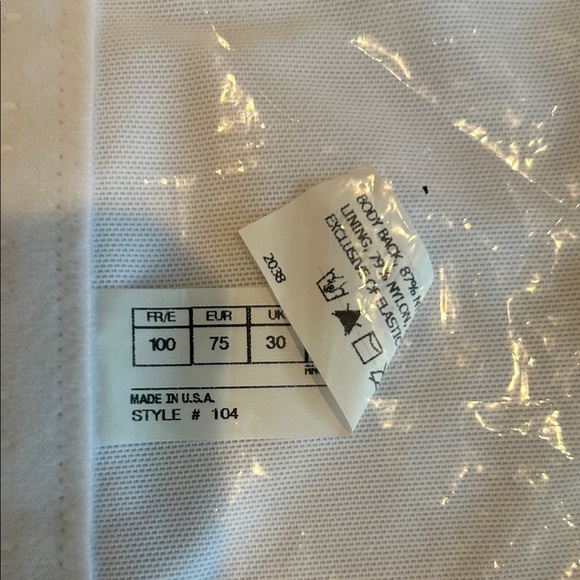 BODY BACK, 87%
LINING, 79% NYLON,
EXCLUSIVE OF ELASTIC
2038
FR/E EUR UK
100 75 30
MADE IN U.S.A.
STYLE # 104